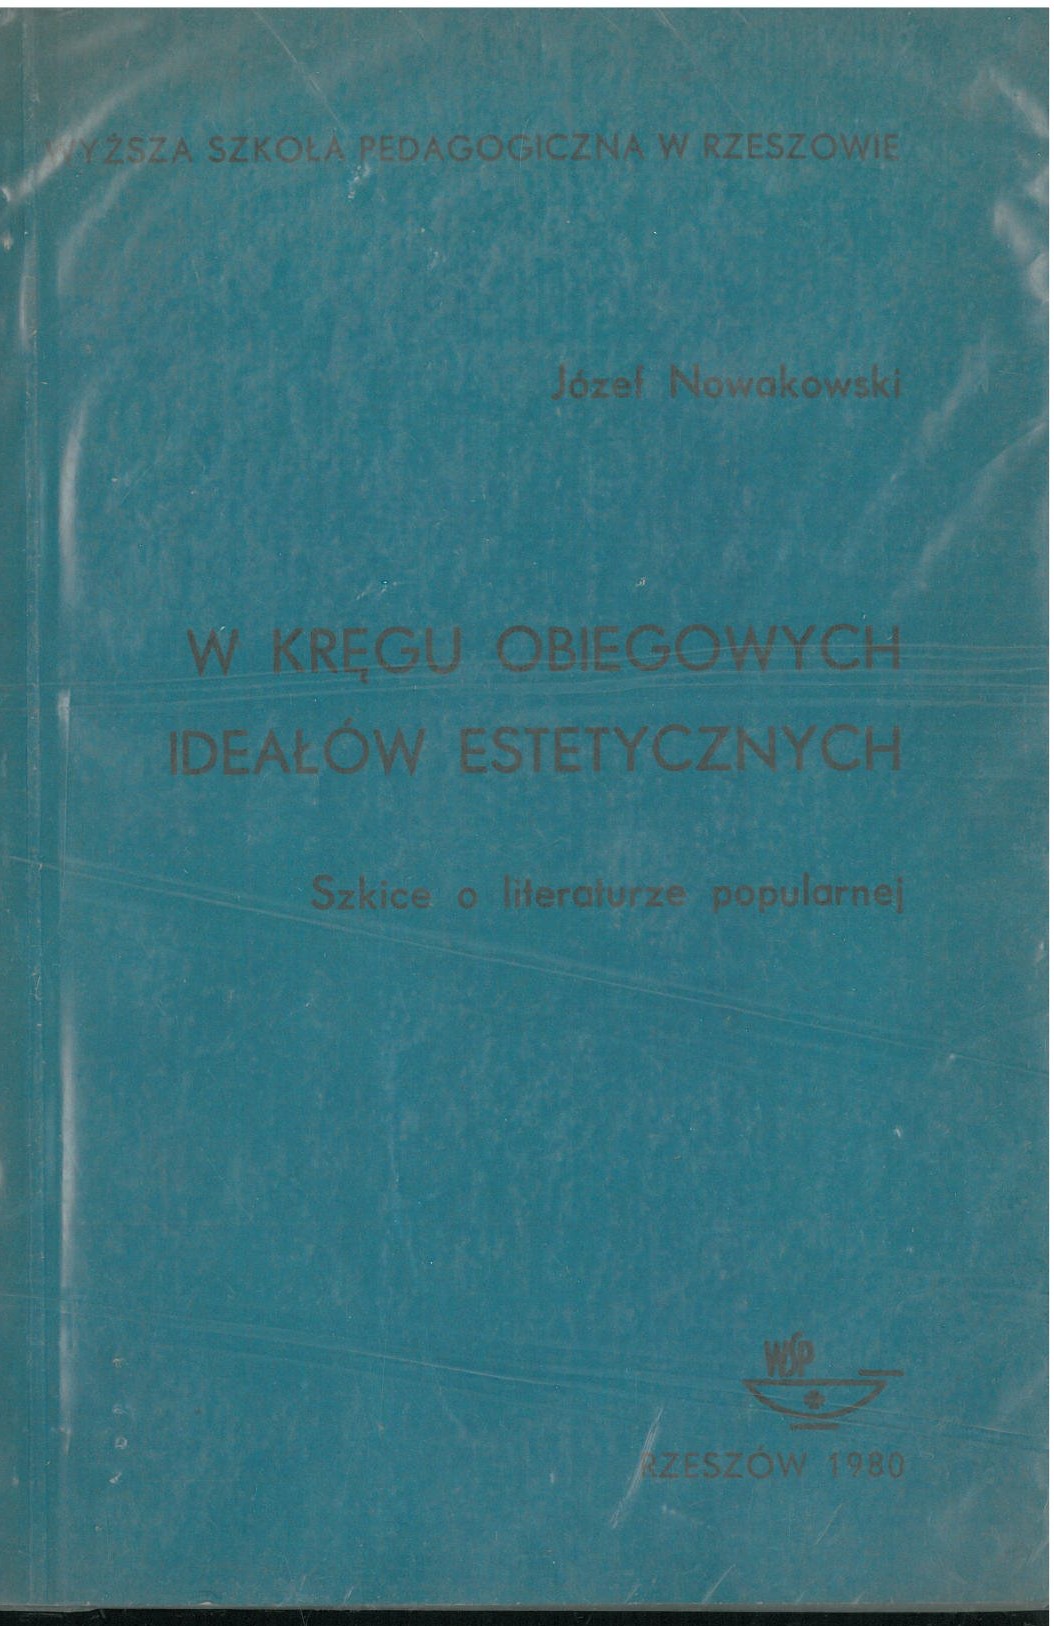 WYŻSZA SZKOŁA PEDAGOGICZNA W RZESZOWIE
Józef Nowakowski
W KRĘGU OBIEGOWYCH
IDEAŁÓW ESTETYCZNYCH
Szkice o literaturze popularnej
WSP
RZESZÓW 1980